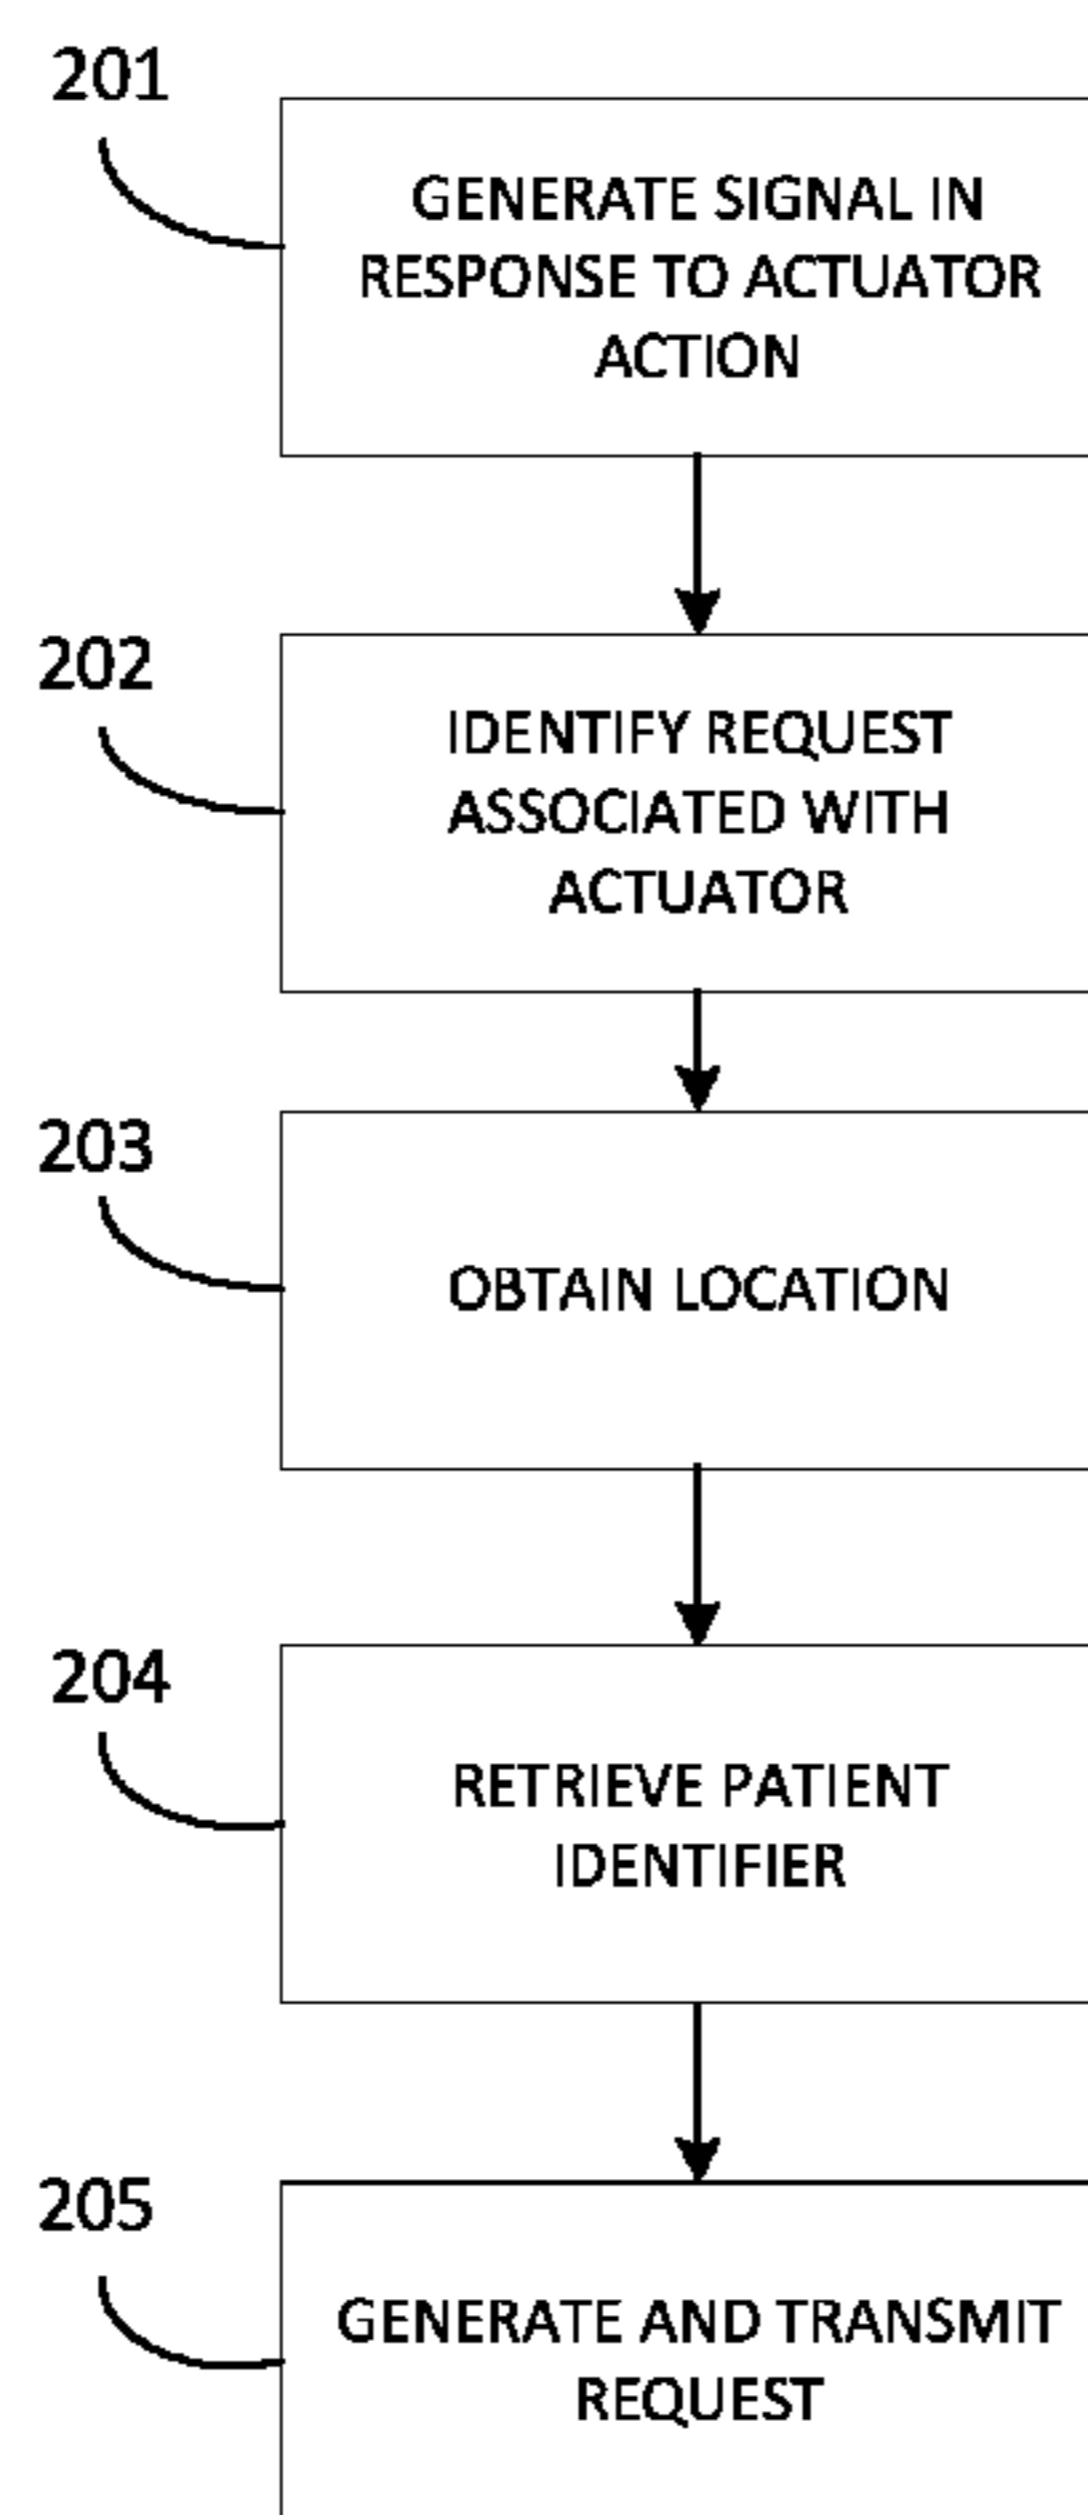 201
GENERATE SIGNAL IN
RESPONSE TO ACTUATOR
ACTION
202
IDENTIFY REQUEST
ASSOCIATED WITH
ACTUATOR
203
OBTAIN LOCATION
204
RETRIEVE PATIENT
IDENTIFIER
205
GENERATE AND TRANSMIT
REQUEST